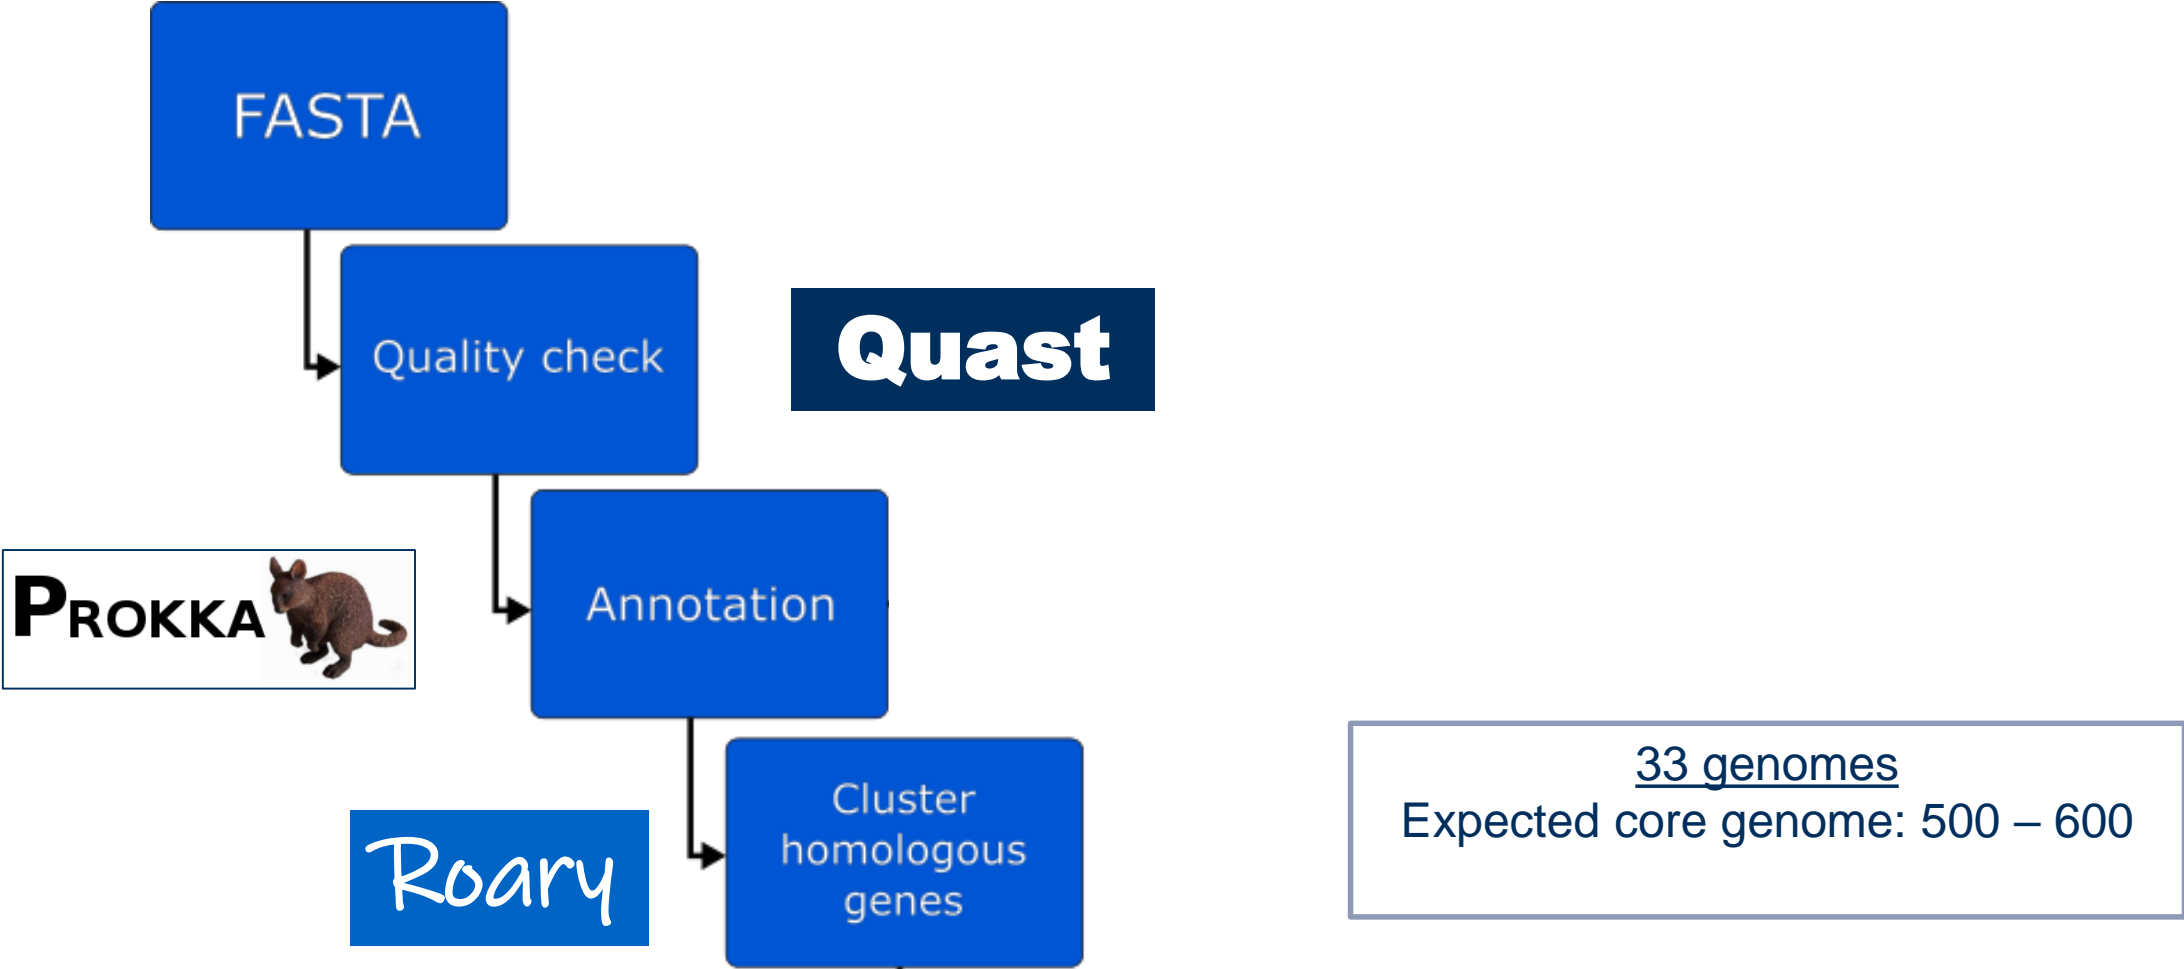 FASTA
Quality check
Quast
Annotation
PROKKA
Cluster
homologous
genes
Roary
33 genomes
Expected core genome: 500 – 600